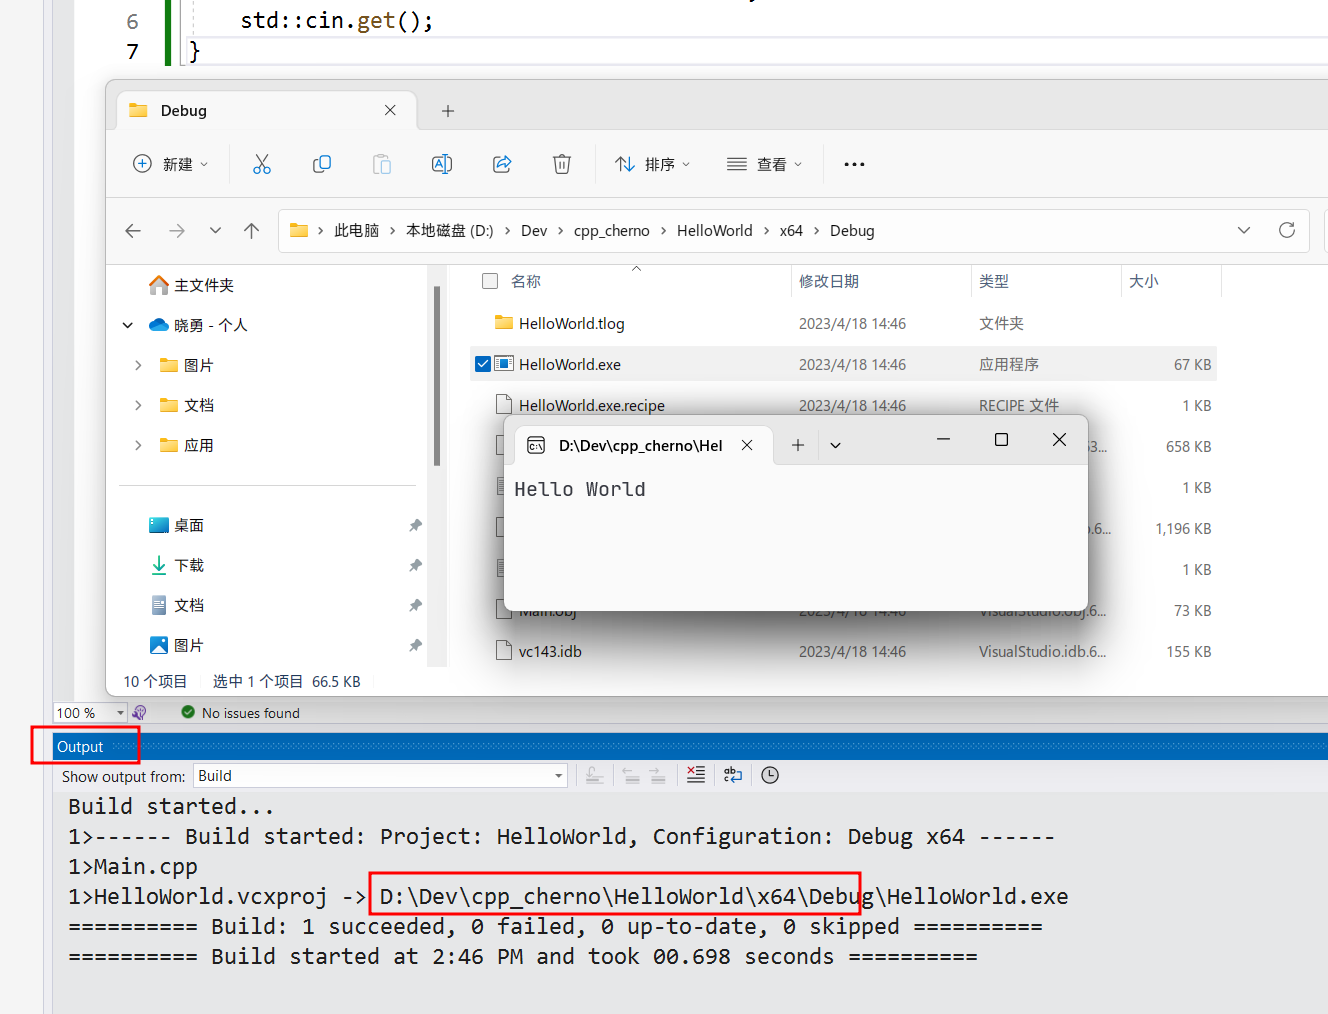 6 std::cin.get();
7 }
Debug
新建
排序
查看
此电脑 > 本地磁盘 (D:) > Dev > cpp_cherno > HelloWorld > x64 > Debug
主文件夹
晓勇 - 个人
图片
文档
应用
桌面
下载
文档
图片
名称 修改日期 类型 大小
HelloWorld.tlog 2023/4/18 14:46 文件夹
HelloWorld.exe 2023/4/18 14:46 应用程序 67 KB
HelloWorld.exe.recipe 2023/4/18 14:46 RECIPE 文件 1 KB
658 KB
1 KB
1,196 KB
1 KB
Main.obj 2023/4/18 14:46 VisualStudio.obj.6... 73 KB
vc143.idb 2023/4/18 14:46 VisualStudio.idb.6... 155 KB
D:\Dev\cpp_cherno\Hel
Hello World
10 个项目 选中 1 个项目 66.5 KB
100 % No issues found
Output
Show output from: Build
Build started...
1>------ Build started: Project: HelloWorld, Configuration: Debug x64 ------
1>Main.cpp
1>HelloWorld.vcxproj -> D:\Dev\cpp_cherno\HelloWorld\x64\Debug\HelloWorld.exe
========== Build: 1 succeeded, 0 failed, 0 up-to-date, 0 skipped ==========
========== Build started at 2:46 PM and took 00.698 seconds ==========